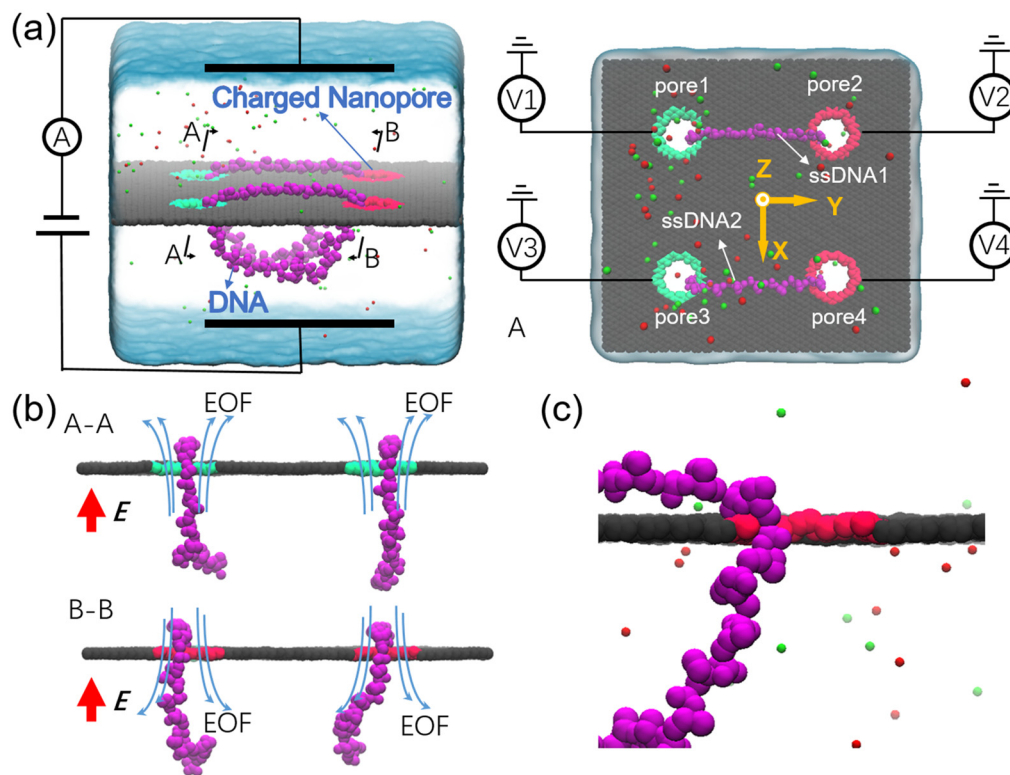 (a)
A
Charged Nanopore
A
B
A
B
DNA
pore1
pore2
V1
V2
ssDNA1
Z
Y
X
ssDNA2
V3
V4
pore3
pore4
A
(b)
A-A
EOF
EOF
E
B-B
E
EOF
EOF
(c)